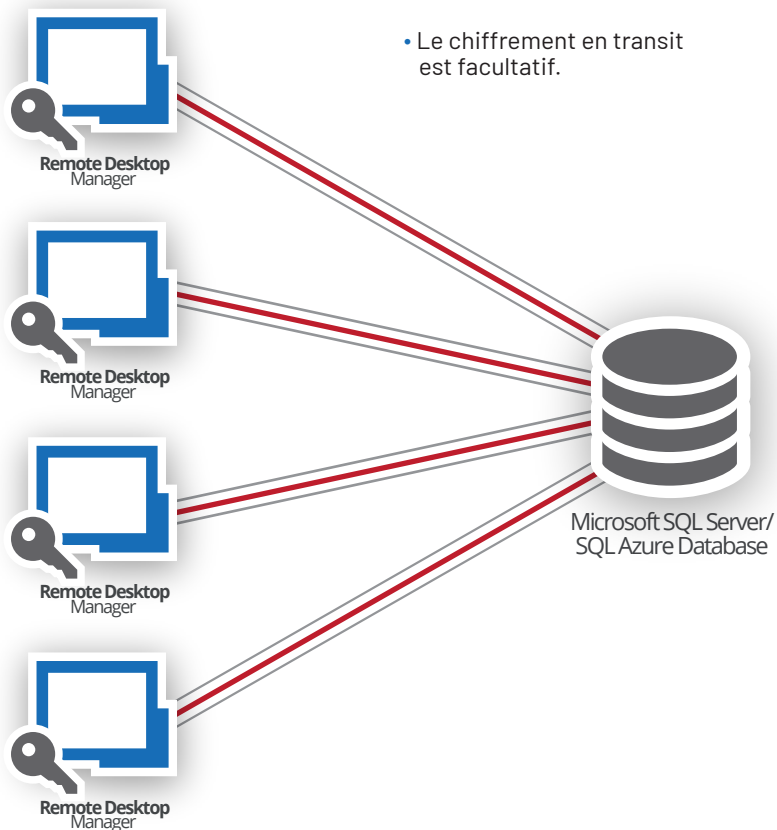 • Le chiffrement en transit
est facultatif.
Remote Desktop
Manager
Remote Desktop
Manager
Remote Desktop
Manager
Remote Desktop
Manager
Microsoft SQL Server/
SQL Azure Database